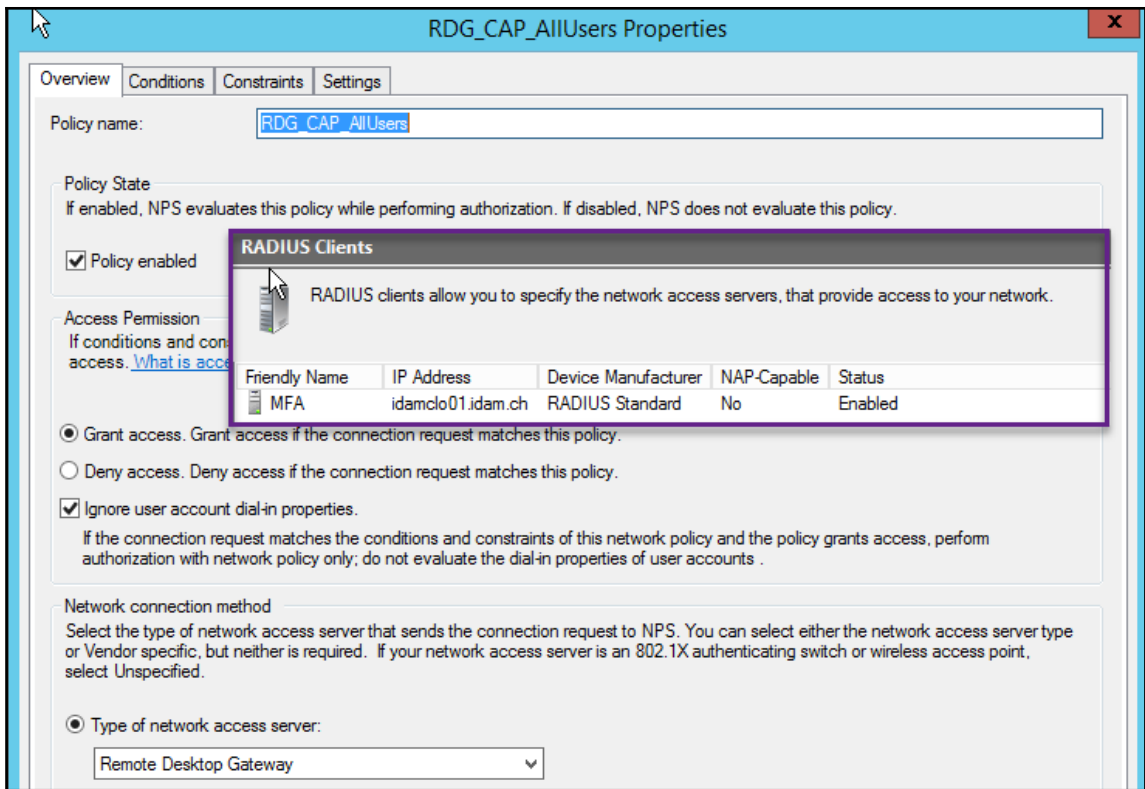 RDG_CAP_AllUsers Properties
x
Overview Conditions Constraints Settings
Policy name: RDG_CAP_AllUsers
Policy State
If enabled, NPS evaluates this policy while performing authorization. If disabled, NPS does not evaluate this policy.
Policy enabled
RADIUS Clients
RADIUS clients allow you to specify the network access servers, that provide access to your network.
Friendly Name IP Address Device Manufacturer NAP-Capable Status
MFA idamclo01.idam.ch RADIUS Standard No Enabled
Access Permission
If conditions and con
access. What is acce
Grant access. Grant access if the connection request matches this policy.
Deny access. Deny access if the connection request matches this policy.
Ignore user account dial-in properties.
If the connection request matches the conditions and constraints of this network policy and the policy grants access, perform
authorization with network policy only; do not evaluate the dial-in properties of user accounts .
Network connection method
Select the type of network access server that sends the connection request to NPS. You can select either the network access server type
or Vendor specific, but neither is required. If your network access server is an 802.1X authenticating switch or wireless access point,
select Unspecified.
Type of network access server:
Remote Desktop Gateway